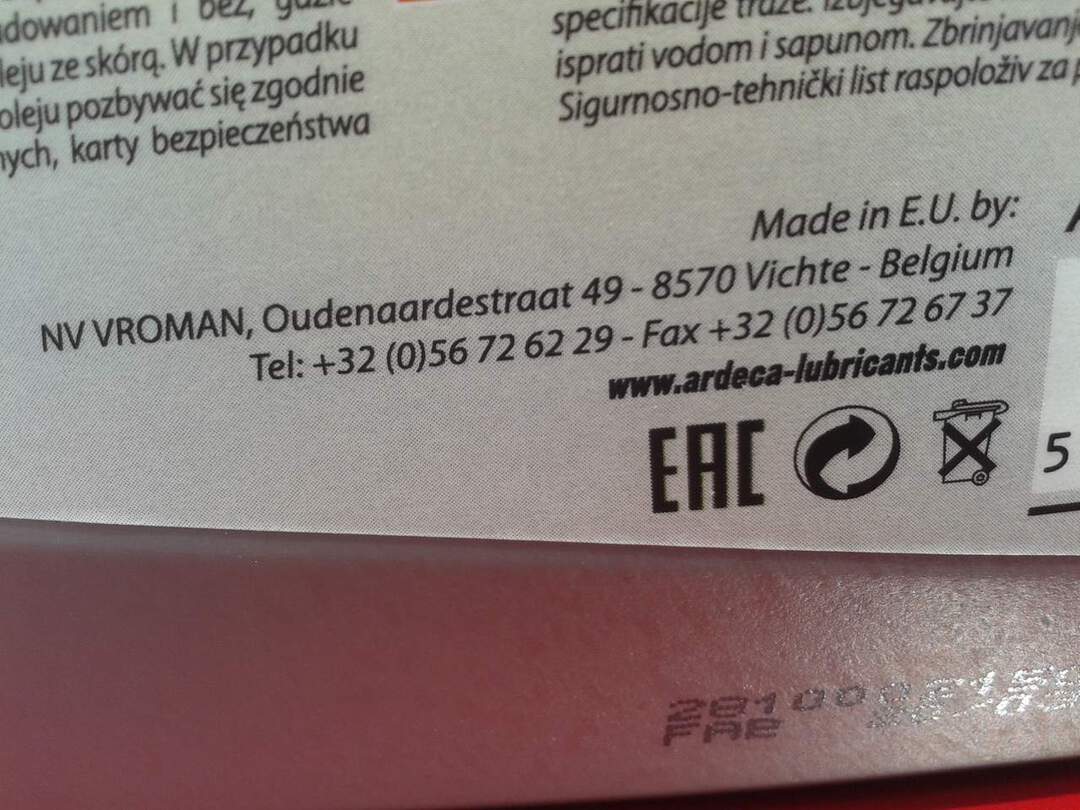 i bez,
leju ze skórą. W przypadku
oleju pozbywać się zgodnie
nych, karty bezpieczeństwa
specifikacije traže.
isprati vodom i sapunom. Zbrinjavanj
Sigurnosno-tehnički list raspoloživ za
Made in E.U. by:
NV VROMAN, Oudenaardestraat 49 - 8570 Vichte - Belgium
Tel: +32 (0)56 72 62 29 - Fax +32 (0)56 72 67 37
www.ardeca-lubricants.com
EAC
5